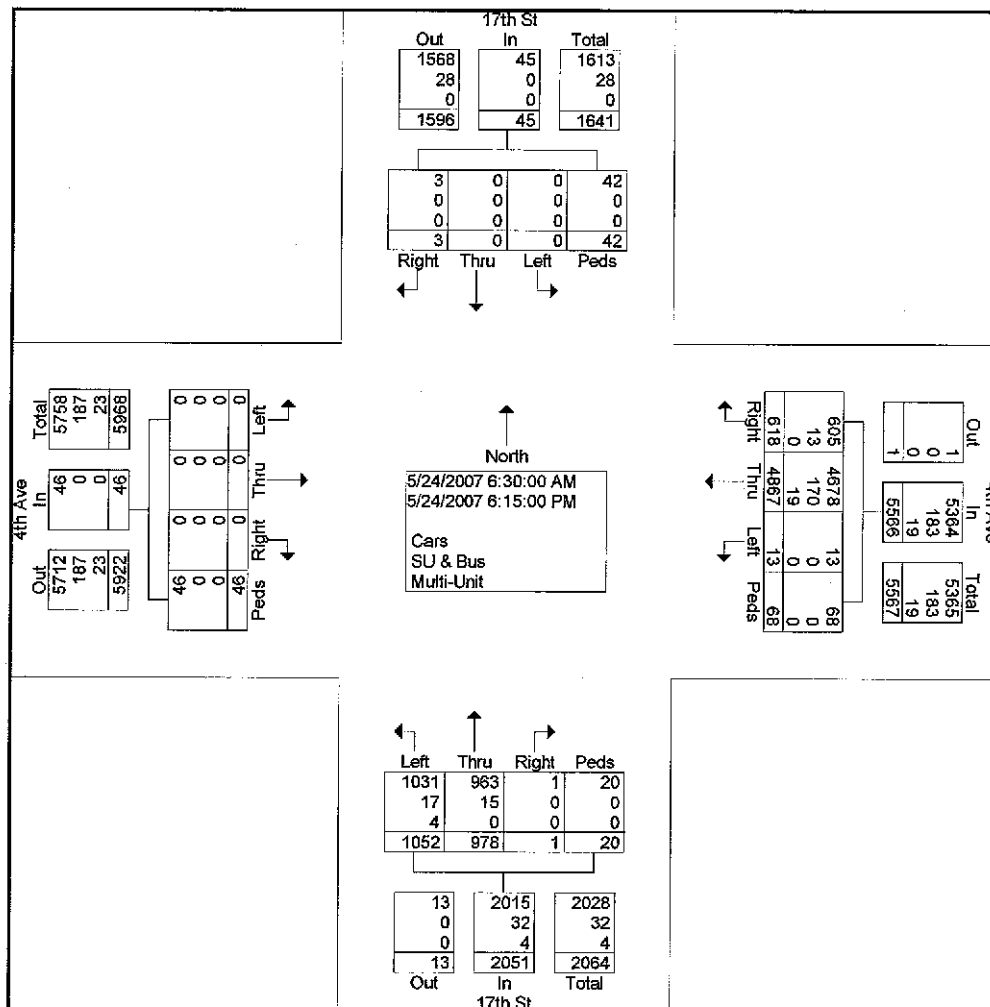 17th St
Out In Total
1568 45 1613
28 0 28
0 0 0
1596 45 1641
3 0 0 42
0 0 0 0
0 0 0 0
3 0 0 42
Right Thru Left Peds
4th Ave
Total In Out
5758 46 5712
187 0 187
23 0 23
5968 46 5922
0 0 0 46
0 0 0 0
0 0 0 0
0 0 0 46
Left Thru Right Peds
North
5/24/2007 6:30:00 AM
5/24/2007 6:15:00 PM
Cars
SU & Bus
Multi-Unit
Right Thru Left Peds
605 4678 13 68
13 170 0 0
0 19 0 0
618 4867 13 68
4th Ave
Out In Total
1 5364 5365
0 183 183
0 19 19
1 5566 5567
Left Thru Right Peds
1031 963 1 20
17 15 0 0
4 0 0 0
1052 978 1 20
13 2015 2028
0 32 32
0 4 4
13 2051 2064
Out In Total
17th St